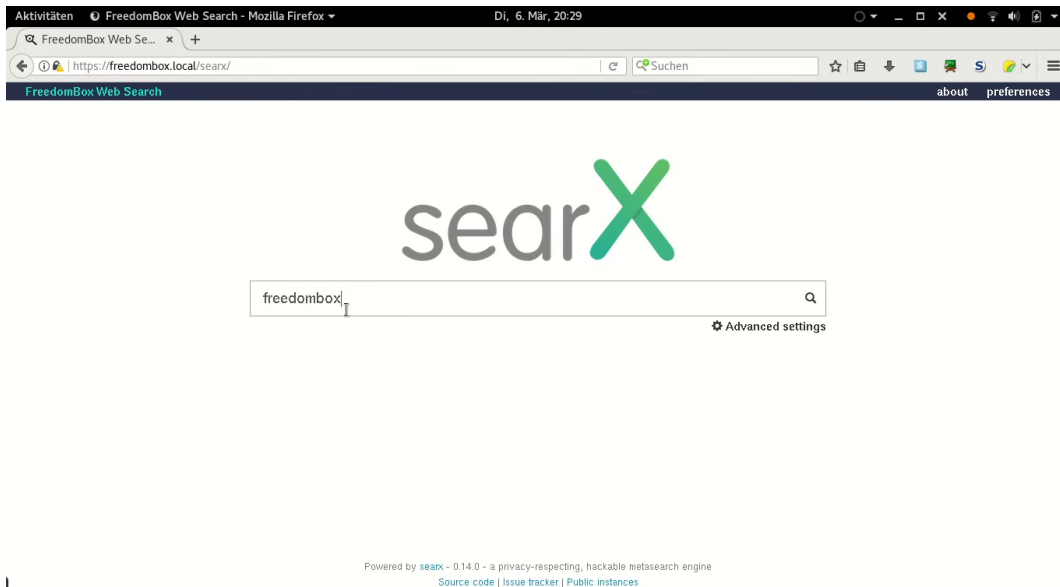 Aktivitäten FreedomBox Web Search - Mozilla Firefox Di, 6. Mär, 20:29
FreedomBox Web Se...
https://freedombox.local/searx/ Suchen
FreedomBox Web Search about preferences
searX
freedombox
Advanced settings
Powered by searx - 0.14.0 - a privacy-respecting, hackable metasearch engine
Source code | Issue tracker | Public instances